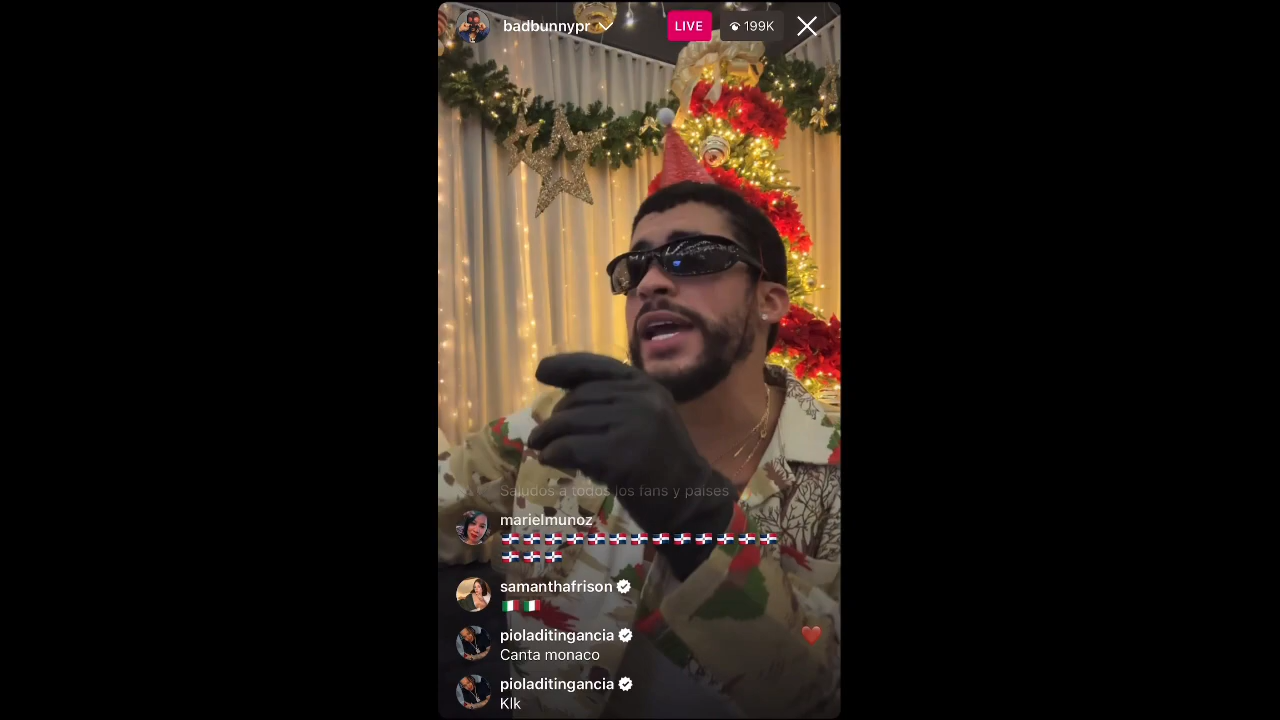 badbunnypr
LIVE
199K
Saludos a todos los fans y paises
marielmunoz
🇩🇴🇩🇴🇩🇴🇩🇴🇩🇴🇩🇴🇩🇴🇩🇴🇩🇴🇩🇴🇩🇴🇩🇴🇩🇴
🇩🇴🇩🇴🇩🇴
samanthafrison
🇮🇹🇮🇹
pioladitingancia
Canta monaco
pioladitingancia
Klk